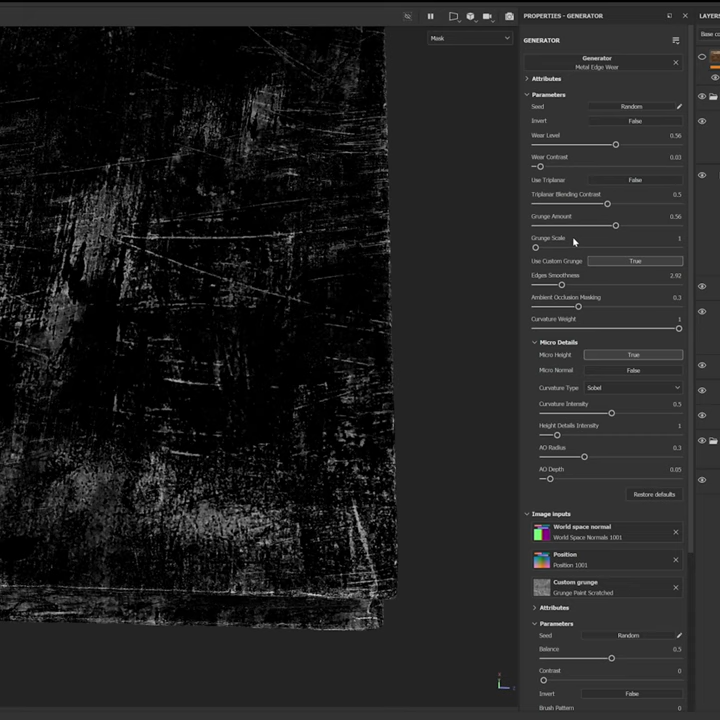 PROPERTIES - GENERATOR
LAYERS
Mask
GENERATOR
Base co
Generator
Metal Edge Wear
Attributes
Parameters
Seed Random
Invert False
Wear Level 0.56
Wear Contrast 0.03
Use Triplanar False
Triplanar Blending Contrast 0.5
Grunge Amount 0.56
Grunge Scale 1
Use Custom Grunge True
Edges Smoothness 2.92
Ambient Occlusion Masking 0.3
Curvature Weight 1
Micro Details
Micro Height True
Micro Normal False
Curvature Type Sobel
Curvature Intensity 0.5
Height Details Intensity 1
AO Radius 0.3
AO Depth 0.05
Restore defaults
Image inputs
World space normal
World Space Normals 1001
Position
Position 1001
Custom grunge
Grunge Paint Scratched
Attributes
Parameters
Seed Random
Balance 0.5
Contrast 0
Invert False
Brush Pattern 0